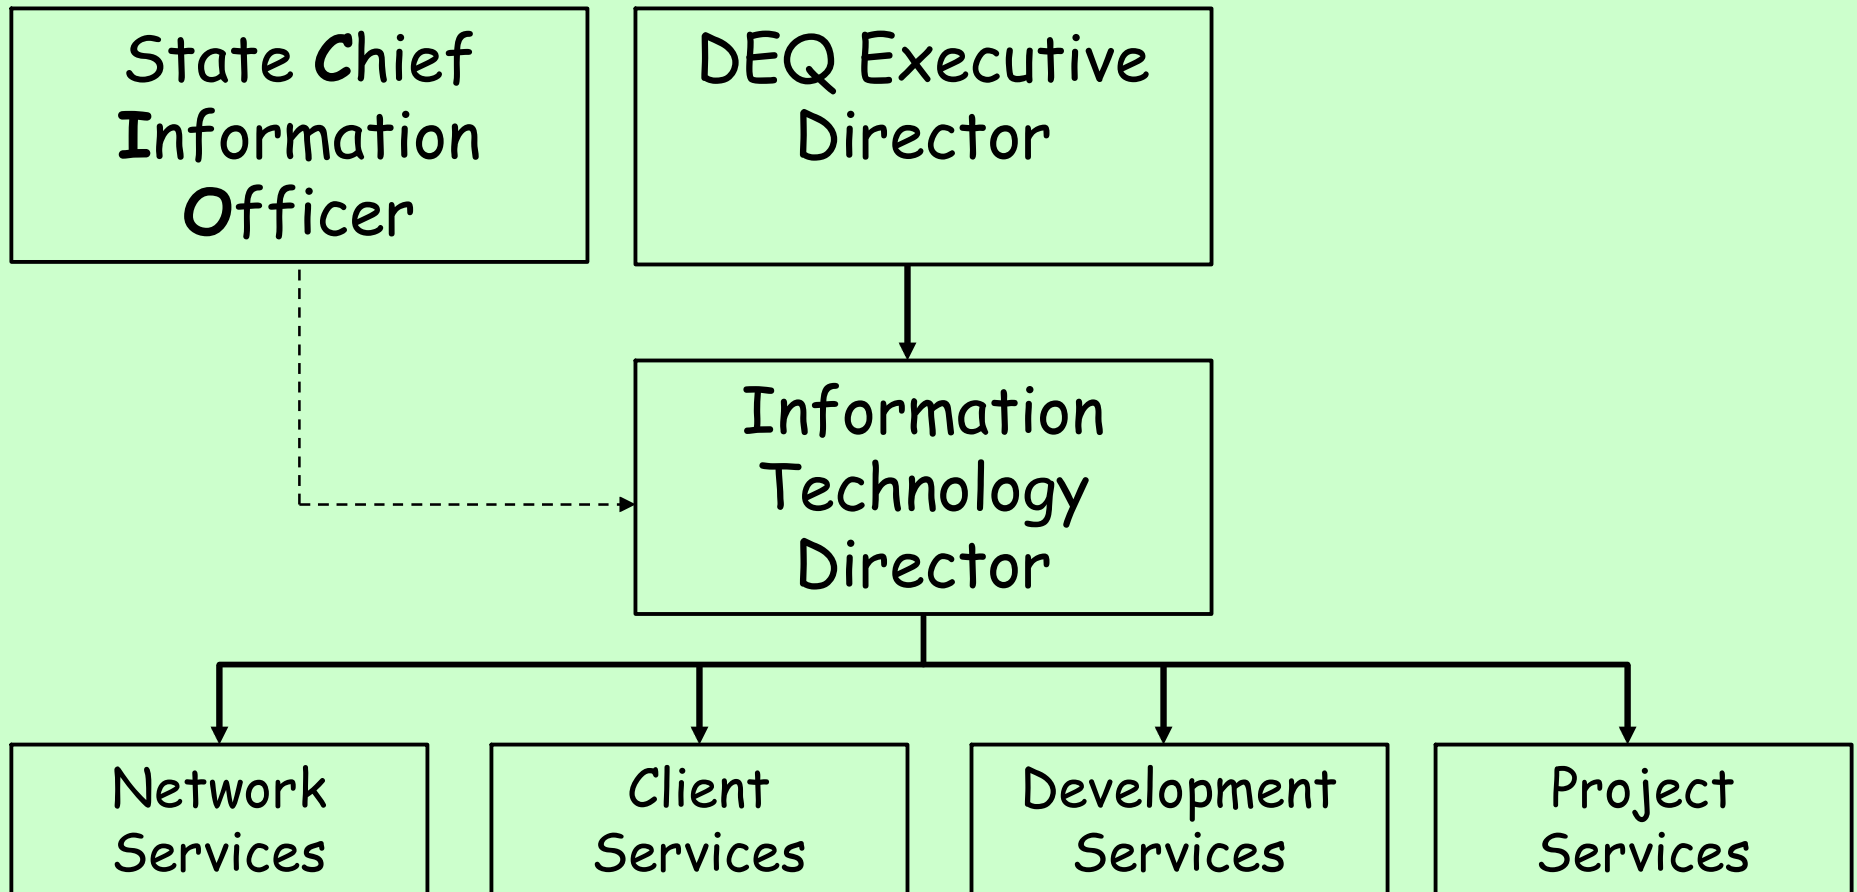 State Chief
Information
Officer
DEQ Executive
Director
Information
Technology
Director
Network
Services
Client
Services
Development
Services
Project
Services